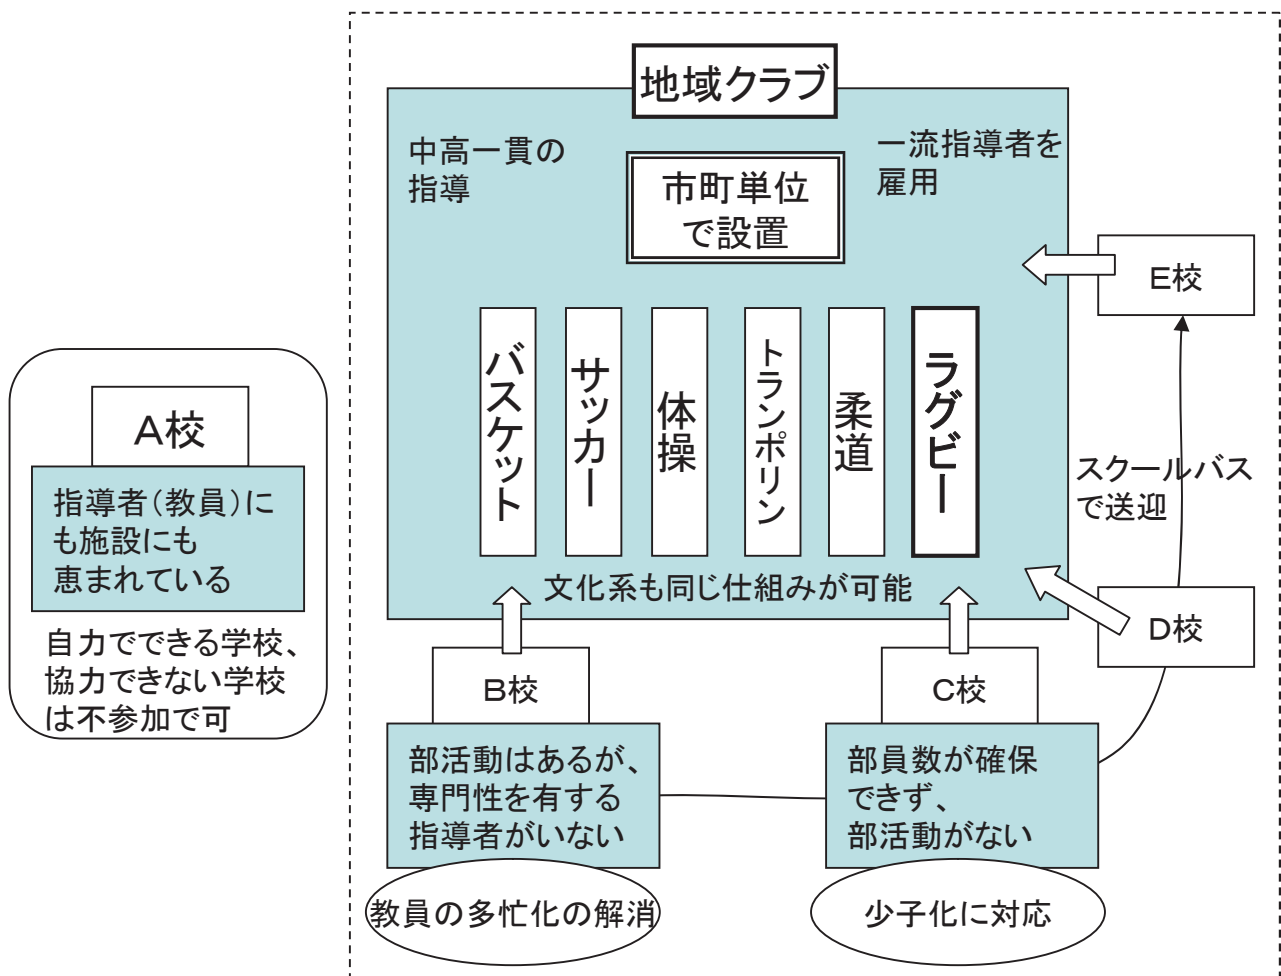 地域クラブ
中高一貫の
指導
一流指導者を
雇用
市町単位
で設置
バスケット
サッカー
体操
トランポリン
柔道
ラグビー
文化系も同じ仕組みが可能
E校
スクールバス
で送迎
D校
A校
指導者(教員)に
も施設にも
恵まれている
自力でできる学校、
協力できない学校
は不参加で可
B校
部活動はあるが、
専門性を有する
指導者がいない
教員の多忙化の解消
C校
部員数が確保
できず、
部活動がない
少子化に対応